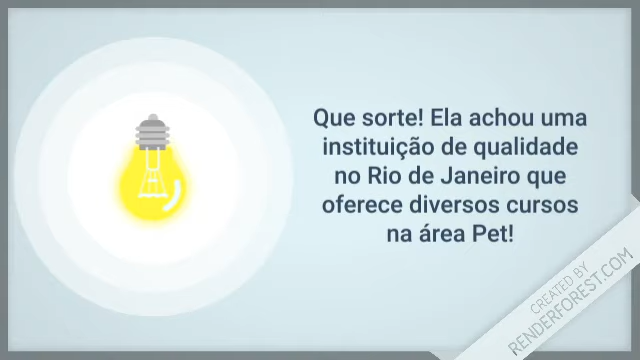 Que sorte! Ela achou uma
instituição de qualidade
no Rio de Janeiro que
oferece diversos cursos
na área Pet!
CREATED BY
RENDERFOREST.COM